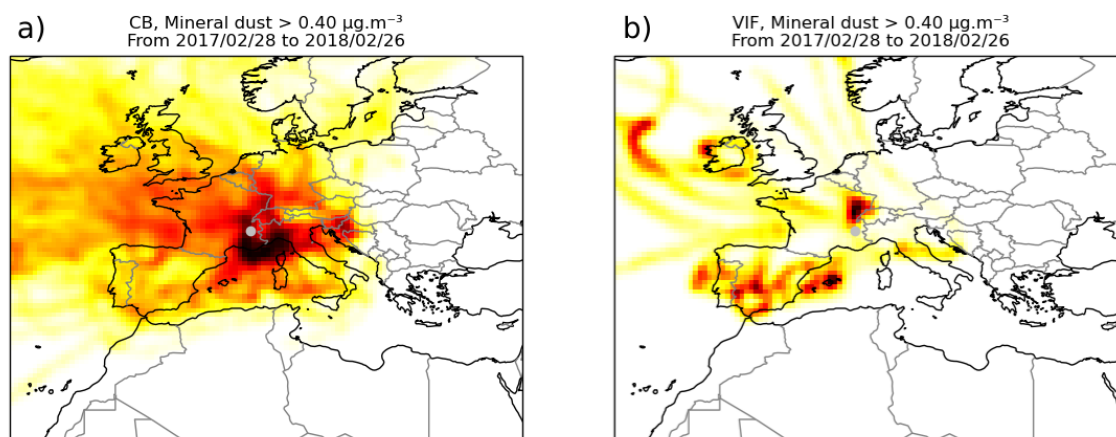 a)
CB, Mineral dust > 0.40 µg.m⁻³
From 2017/02/28 to 2018/02/26
b)
VIF, Mineral dust > 0.40 µg.m⁻³
From 2017/02/28 to 2018/02/26